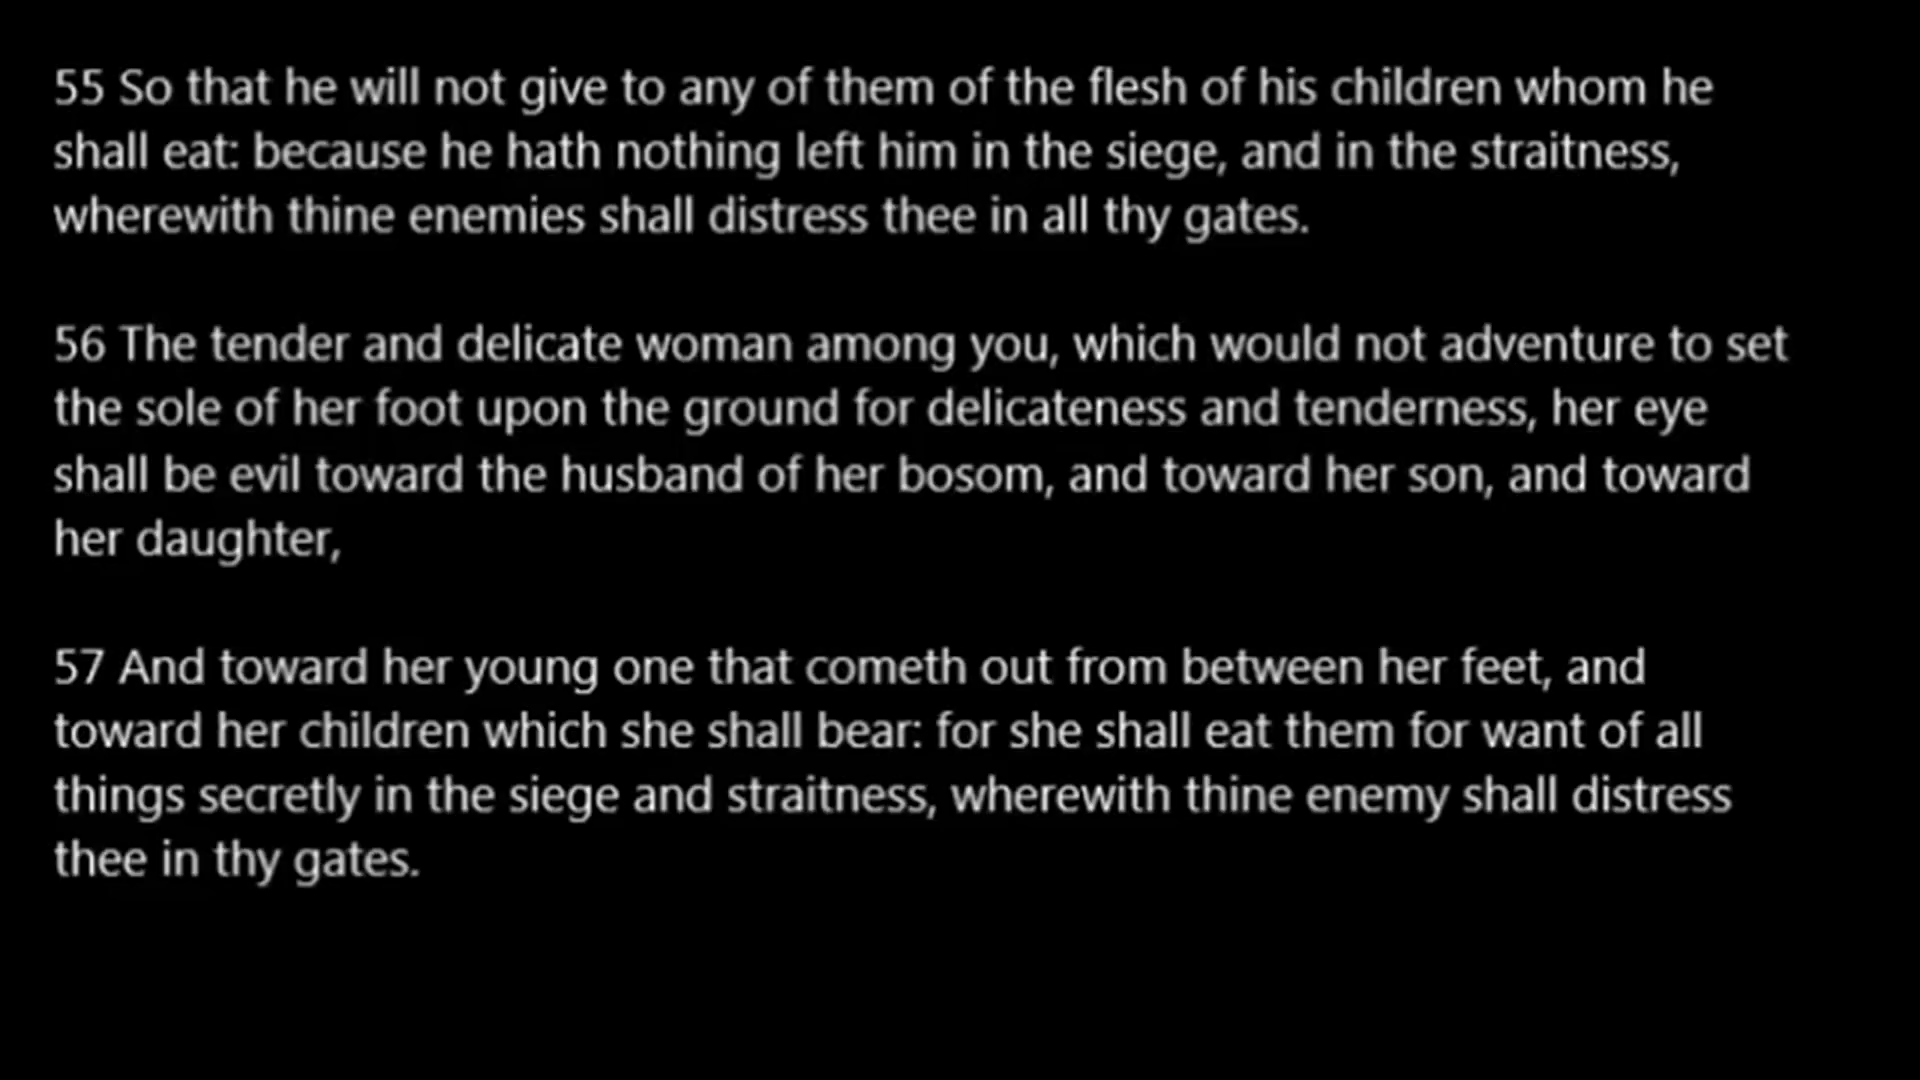 55 So that he will not give to any of them of the flesh of his children whom he
shall eat: because he hath nothing left him in the siege, and in the straitness,
wherewith thine enemies shall distress thee in all thy gates.
56 The tender and delicate woman among you, which would not adventure to set
the sole of her foot upon the ground for delicateness and tenderness, her eye
shall be evil toward the husband of her bosom, and toward her son, and toward
her daughter,
57 And toward her young one that cometh out from between her feet, and
toward her children which she shall bear: for she shall eat them for want of all
things secretly in the siege and straitness, wherewith thine enemy shall distress
thee in thy gates.